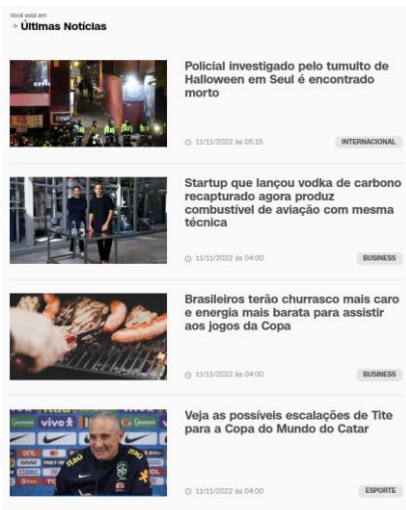 Você está em
Últimas Notícias
Policial investigado pelo tumulto de
Halloween em Seul é encontrado
morto
11/11/2022 às 05:15
INTERNACIONAL
Startup que lançou vodka de carbono
recapturado agora produz
combustível de aviação com mesma
técnica
11/11/2022 às 04:00
BUSINESS
Brasileiros terão churrasco mais caro
e energia mais barata para assistir
aos jogos da Copa
11/11/2022 às 04:00
BUSINESS
vivo
Itaú
Veja as possíveis escalações de Tite
para a Copa do Mundo do Catar
11/11/2022 às 04:00
ESPORTE